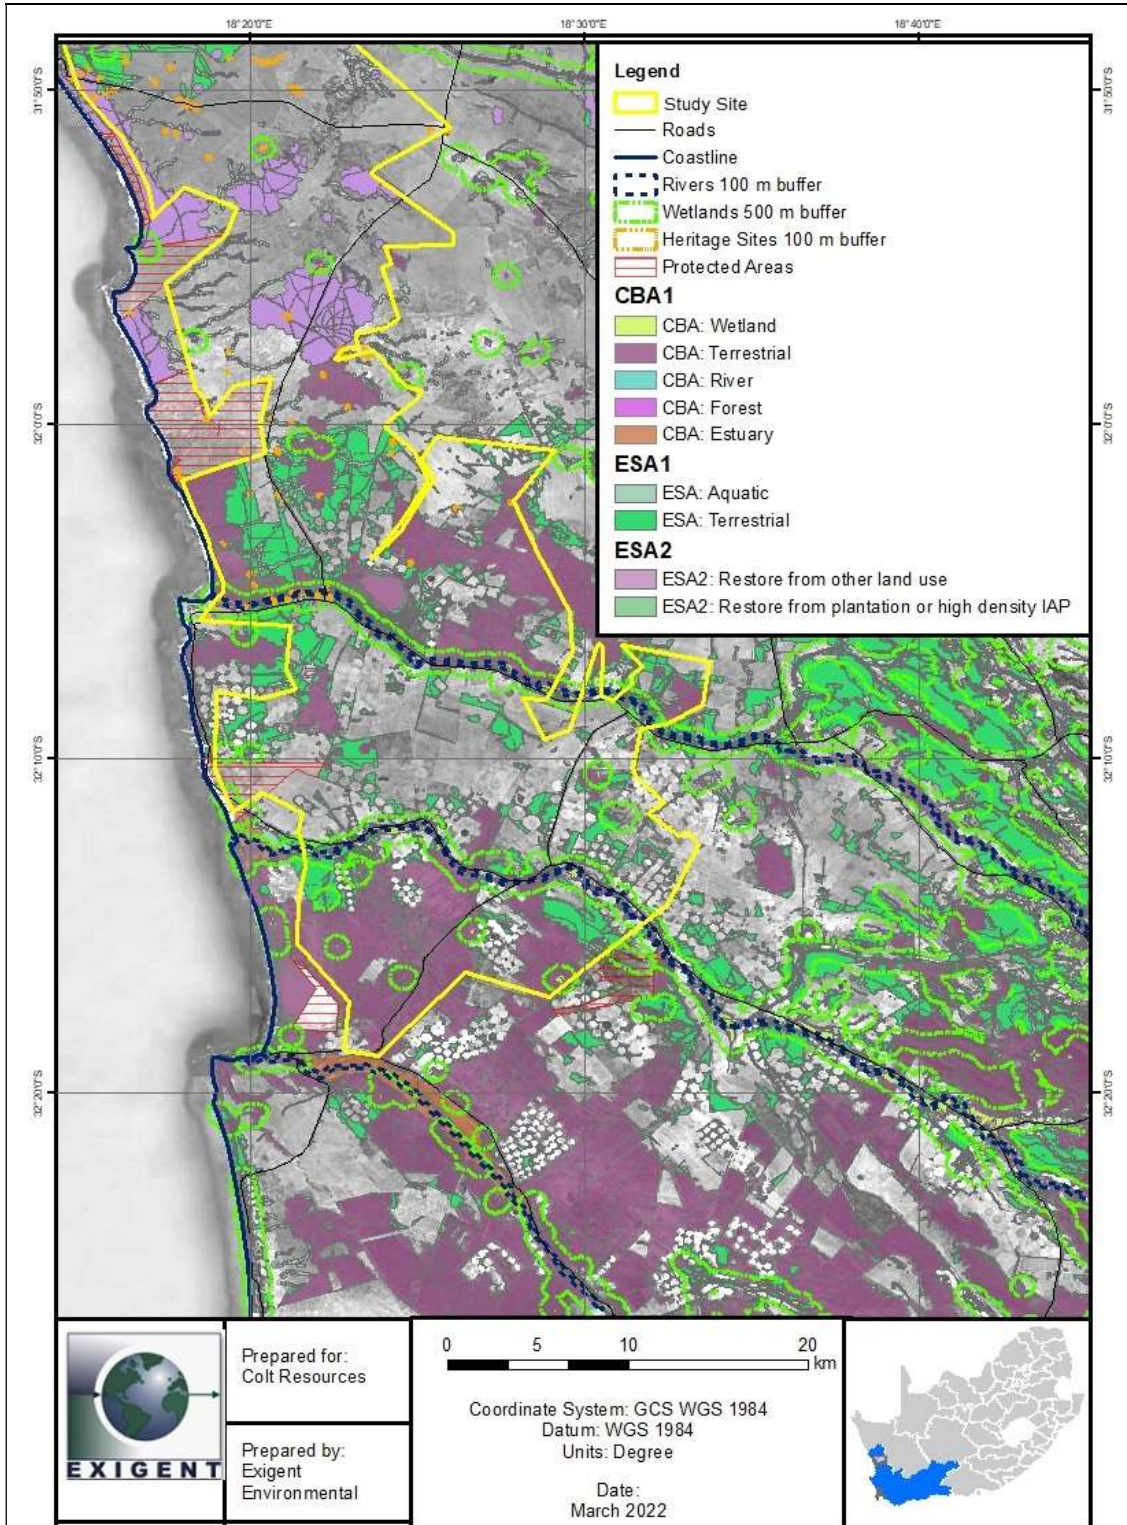 18°20'0"E
18°30'0"E
18°40'0"E
31°50'0"S
31°50'0"S
32°0'0"S
32°0'0"S
32°10'0"S
32°10'0"S
32°20'0"S
32°20'0"S
Legend
Study Site
Roads
Coastline
Rivers 100 m buffer
Wetlands 500 m buffer
Heritage Sites 100 m buffer
Protected Areas
CBA1
CBA: Wetland
CBA: Terrestrial
CBA: River
CBA: Forest
CBA: Estuary
ESA1
ESA: Aquatic
ESA: Terrestrial
ESA2
ESA2: Restore from other land use
ESA2: Restore from plantation or high density IAP
EXIGENT
Prepared for:
Colt Resources
Prepared by:
Exigent
Environmental
0 5 10 20
km
Coordinate System: GCS WGS 1984
Datum: WGS 1984
Units: Degree
Date:
March 2022